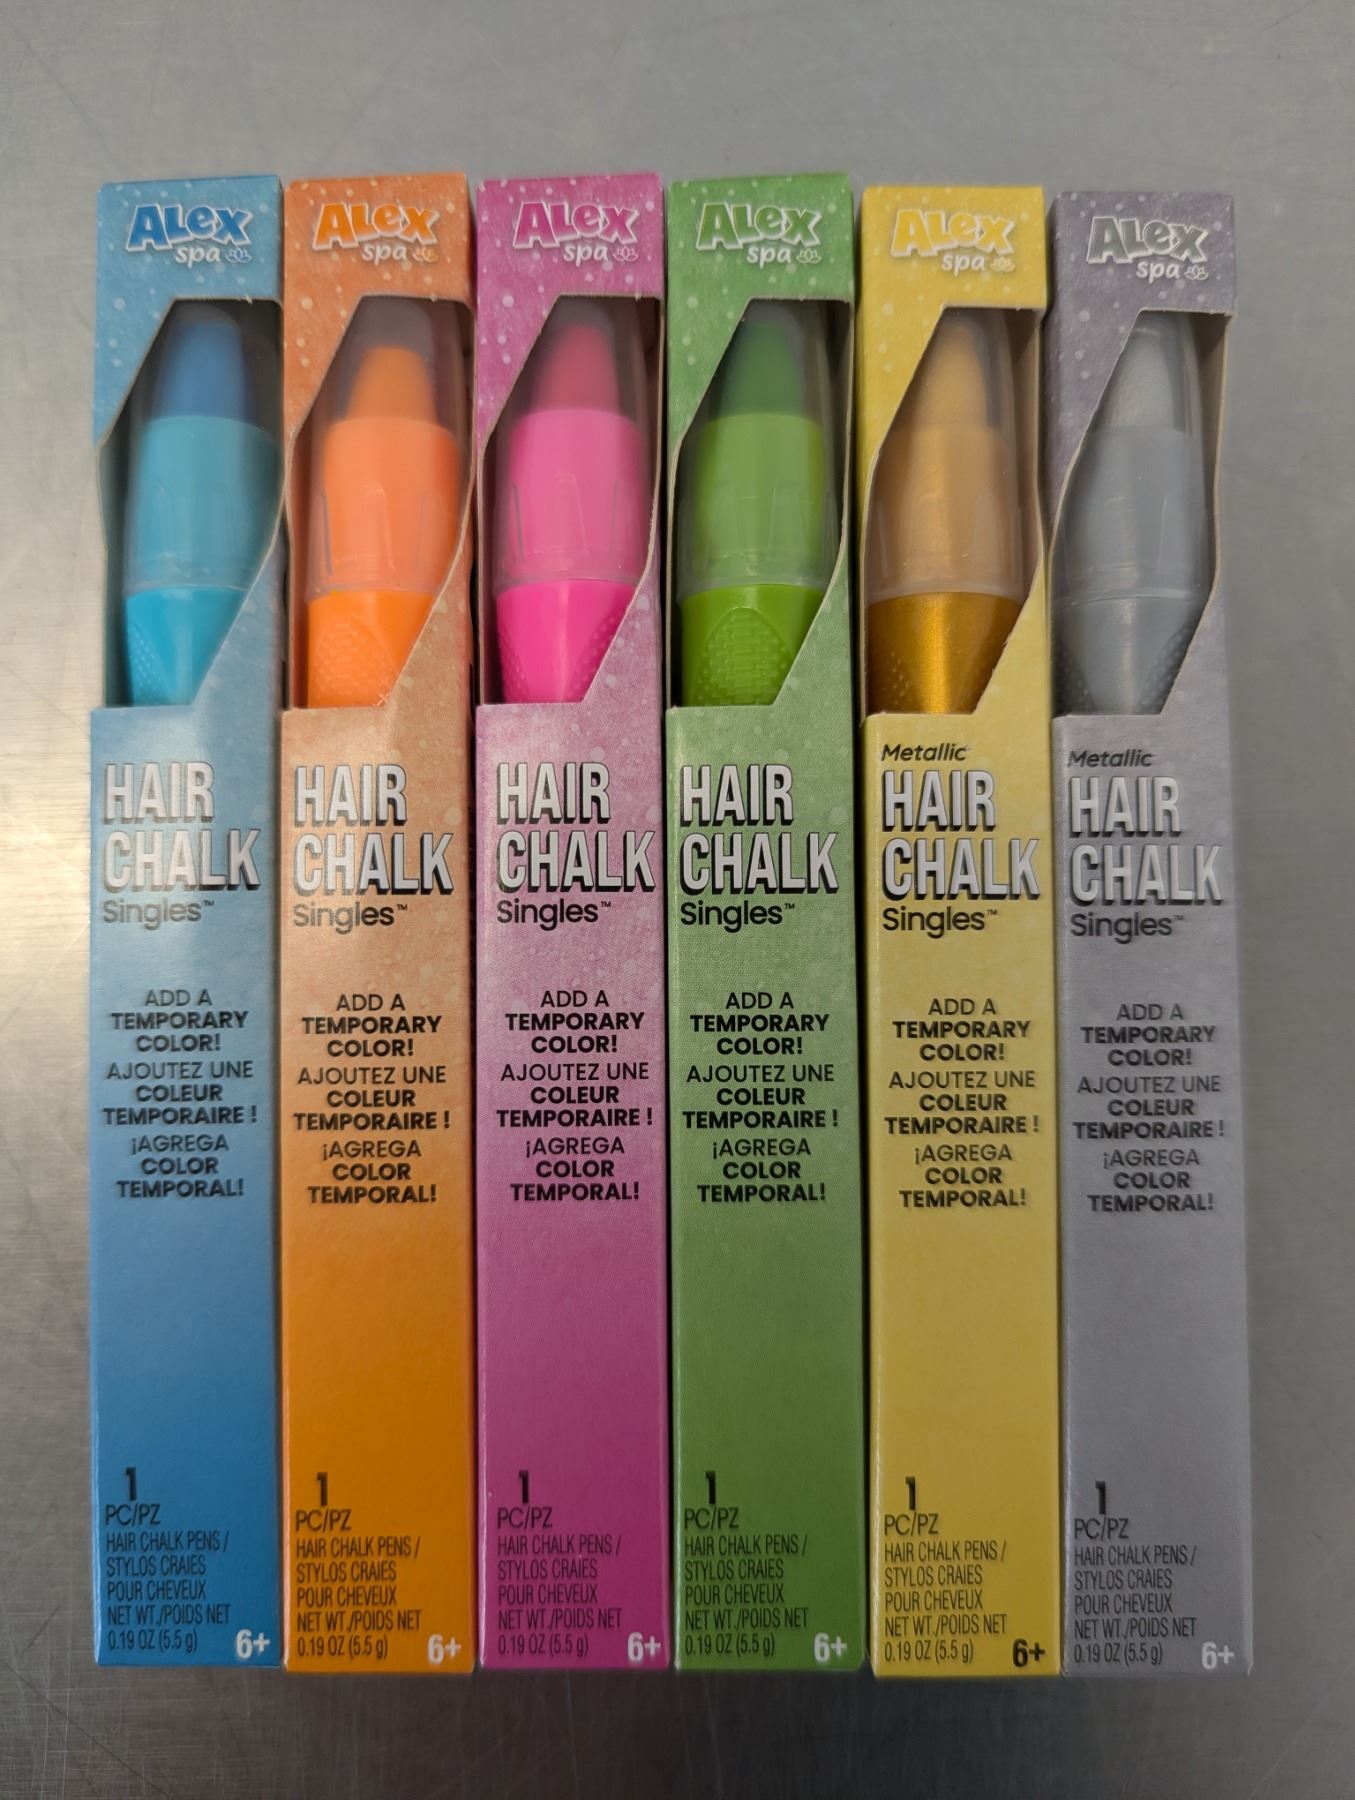 ALex
spa
HAIR
CHALK
Singles™
ADD A
TEMPORARY
COLOR!
AJOUTEZ UNE
COLEUR
TEMPORAIRE !
¡AGREGA
COLOR
TEMPORAL!
1
PC/PZ
HAIR CHALK PENS /
STYLOS CRAIES
POUR CHEVEUX
NET WT./POIDS NET
0.19 OZ (5.5 g)
6+
ALex
spa
HAIR
CHALK
Singles™
ADD A
TEMPORARY
COLOR!
AJOUTEZ UNE
COLEUR
TEMPORAIRE !
¡AGREGA
COLOR
TEMPORAL!
1
PC/PZ
HAIR CHALK PENS /
STYLOS CRAIES
POUR CHEVEUX
NET WT./POIDS NET
0.19 OZ (5.5 g)
6+
ALex
spa
HAIR
CHALK
Singles™
ADD A
TEMPORARY
COLOR!
AJOUTEZ UNE
COLEUR
TEMPORAIRE !
¡AGREGA
COLOR
TEMPORAL!
1
PC/PZ
HAIR CHALK PENS /
STYLOS CRAIES
POUR CHEVEUX
NET WT./POIDS NET
0.19 OZ (5.5 g)
6+
ALex
spa
HAIR
CHALK
Singles™
ADD A
TEMPORARY
COLOR!
AJOUTEZ UNE
COLEUR
TEMPORAIRE !
¡AGREGA
COLOR
TEMPORAL!
1
PC/PZ
HAIR CHALK PENS /
STYLOS CRAIES
POUR CHEVEUX
NET WT./POIDS NET
0.19 OZ (5.5 g)
6+
ALex
spa
Metallic
HAIR
CHALK
Singles™
ADD A
TEMPORARY
COLOR!
AJOUTEZ UNE
COLEUR
TEMPORAIRE !
¡AGREGA
COLOR
TEMPORAL!
1
PC/PZ
HAIR CHALK PENS /
STYLOS CRAIES
POUR CHEVEUX
NET WT./POIDS NET
0.19 OZ (5.5 g)
6+
ALex
spa
Metallic
HAIR
CHALK
Singles™
ADD A
TEMPORARY
COLOR!
AJOUTEZ UNE
COLEUR
TEMPORAIRE !
¡AGREGA
COLOR
TEMPORAL!
1
PC/PZ
HAIR CHALK PENS /
STYLOS CRAIES
POUR CHEVEUX
NET WT./POIDS NET
0.19 OZ (5.5 g)
6+